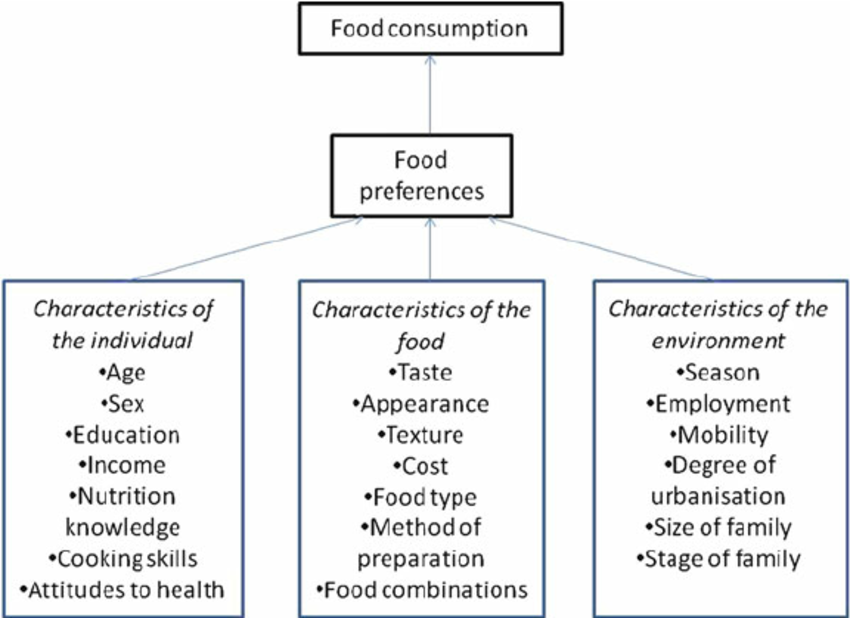 Food consumption
Food
preferences
Characteristics of
the individual
•Age
•Sex
•Education
•Income
•Nutrition
knowledge
•Cooking skills
•Attitudes to health
Characteristics of the
food
•Taste
•Appearance
•Texture
•Cost
•Food type
•Method of
preparation
•Food combinations
Characteristics of the
environment
•Season
•Employment
•Mobility
•Degree of
urbanisation
•Size of family
•Stage of family